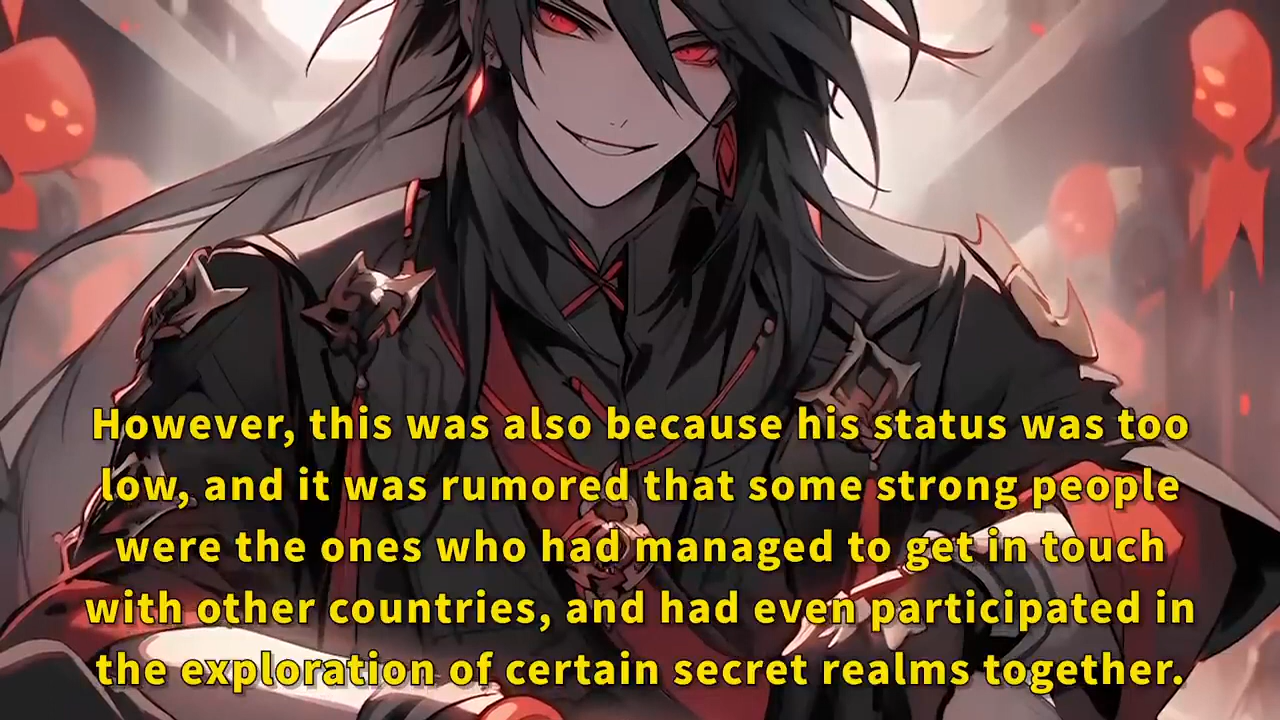 However, this was also because his status was too
low, and it was rumored that some strong people
were the ones who had managed to get in touch
with other countries, and had even participated in
the exploration of certain secret realms together.